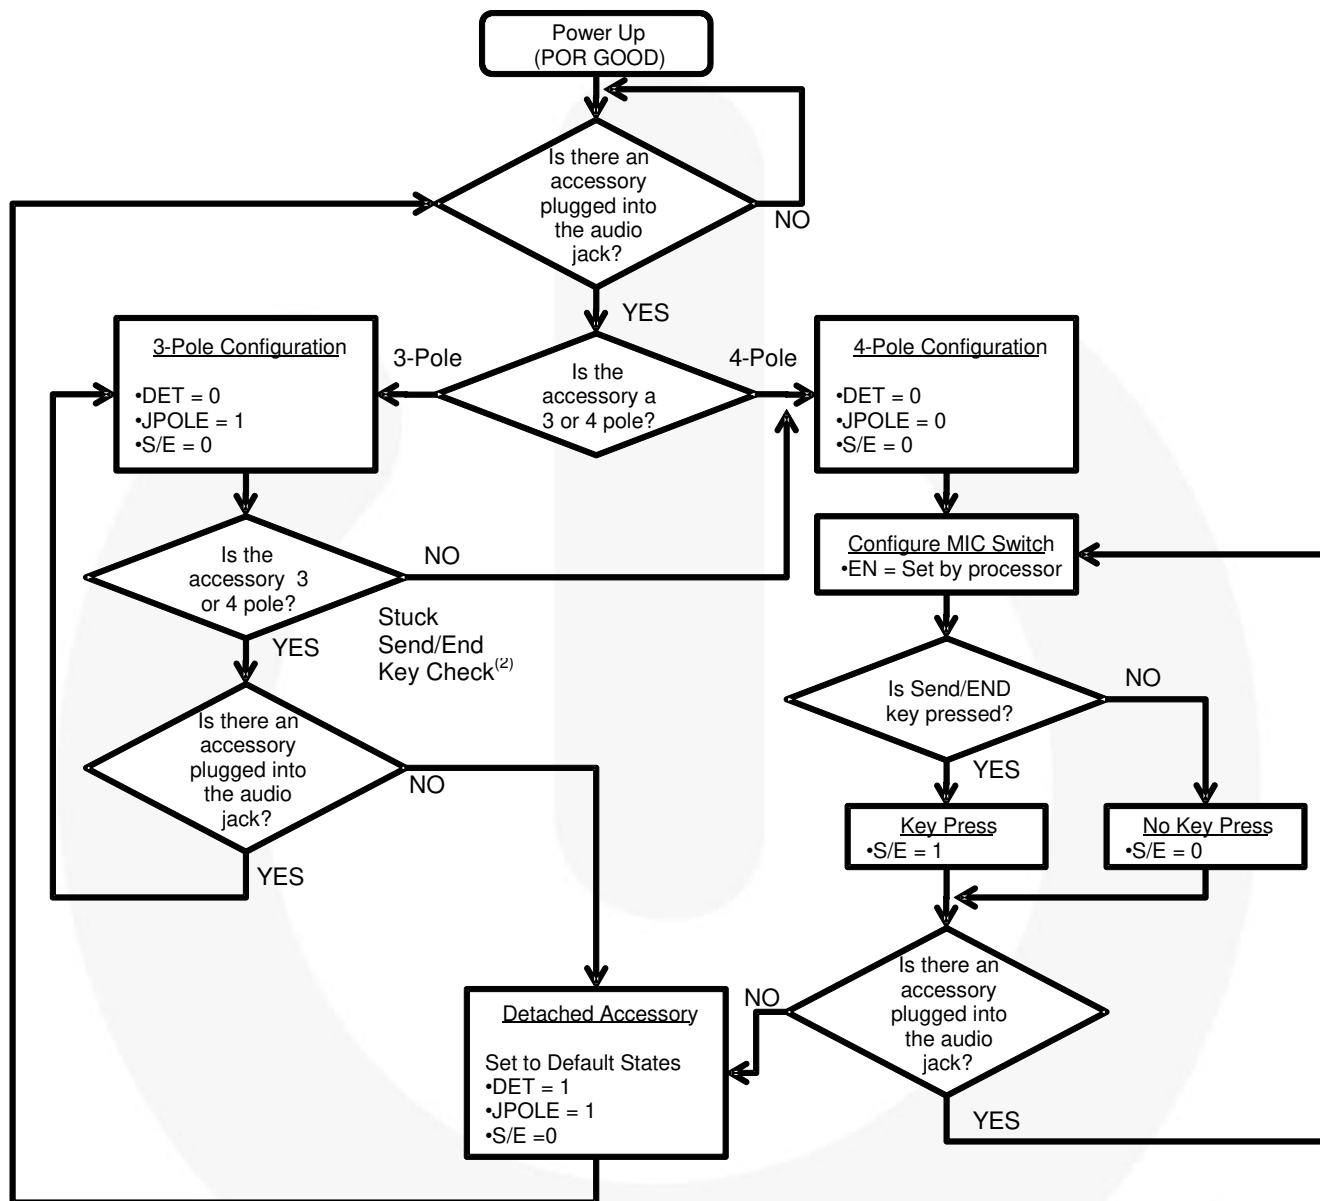 Power Up
(POR GOOD)
Is there an
accessory
plugged into
the audio
jack?
NO
YES
3-Pole Configuration
•DET = 0
•JPOLE = 1
•S/E = 0
3-Pole
Is the
accessory a
3 or 4 pole?
4-Pole
4-Pole Configuration
•DET = 0
•JPOLE = 0
•S/E = 0
Is the
accessory 3
or 4 pole?
NO
YES
Stuck
Send/End
Key Check(2)
Configure MIC Switch
•EN = Set by processor
Is Send/END
key pressed?
NO
YES
Is there an
accessory
plugged into
the audio
jack?
NO
YES
Key Press
•S/E = 1
No Key Press
•S/E = 0
Is there an
accessory
plugged into
the audio
jack?
NO
YES
Detached Accessory
Set to Default States
•DET = 1
•JPOLE = 1
•S/E =0